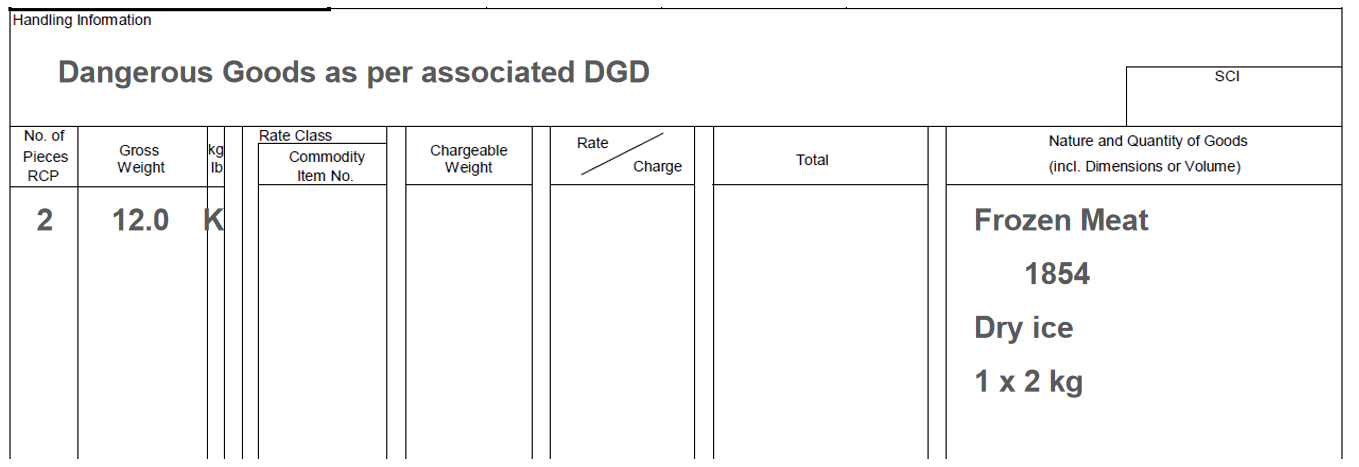 Handling Information
Dangerous Goods as per associated DGD
SCI
No. of
Pieces
RCP
Gross
Weight
kg
lb
Rate Class
Commodity
Item No.
Chargeable
Weight
Rate
Charge
Total
Nature and Quantity of Goods
(incl. Dimensions or Volume)
2 12.0 K Frozen Meat
1854
Dry ice
1 x 2 kg